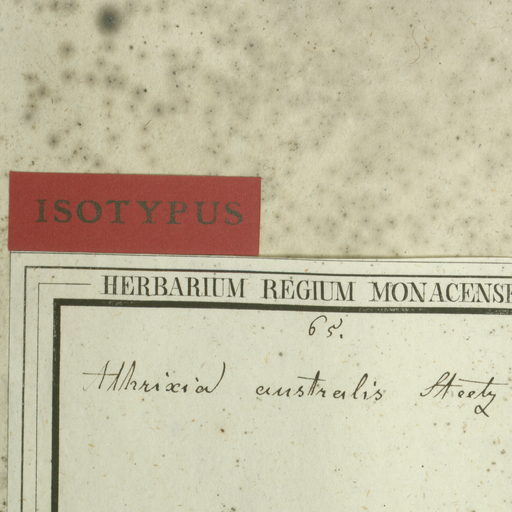 ISOTYPUS
HERBARIUM REGIUM MONACENSE
65.
Athrixia australis Steetz